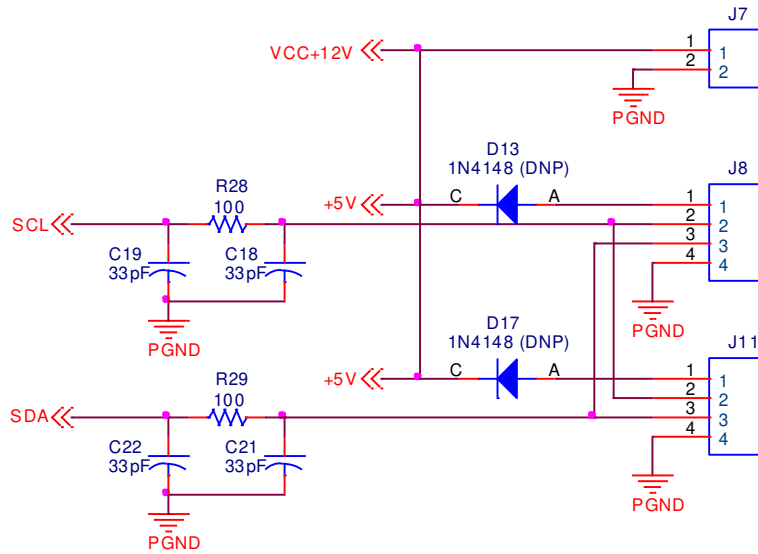 J7
VCC+12V
1 1
2 2
PGND
D13
1N4148 (DNP)
J8
R28
100
+5V
C A
1 1
SCL
2 2
3 3
4 4
C19
33pF
C18
33pF
PGND
PGND
D17
1N4148 (DNP)
J11
R29
100
+5V
C A
1 1
2 2
SDA
3 3
4 4
C22
33pF
C21
33pF
PGND
PGND